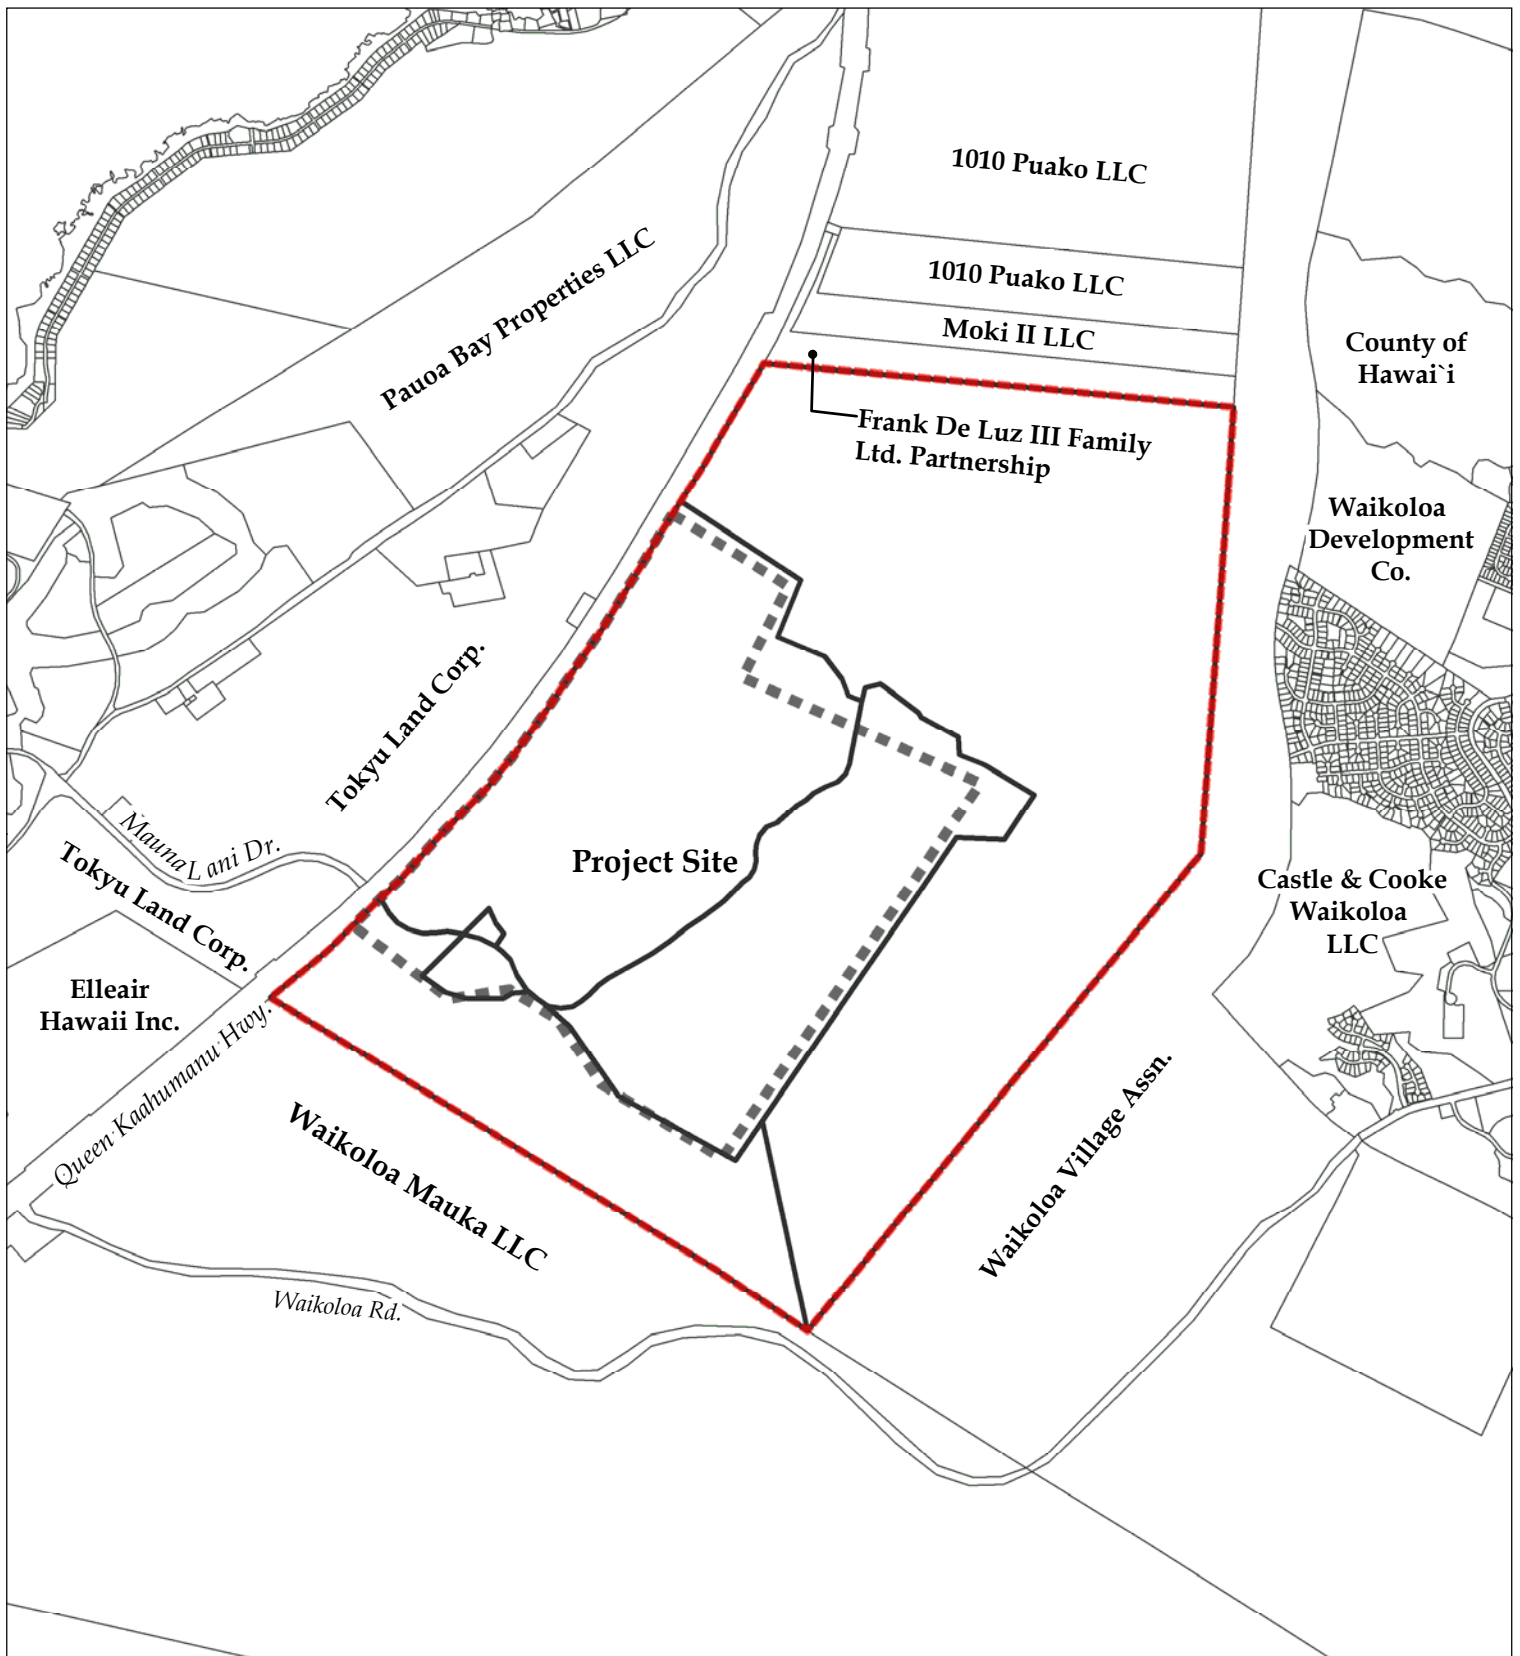 1010 Puako LLC
Pauoa Bay Properties LLC
1010 Puako LLC
Moki II LLC
County of
Hawai`i
Frank De Luz III Family
Ltd. Partnership
Waikoloa
Development
Co.
Tokyu Land Corp.
Mauna Lani Dr.
Project Site
Tokyu Land Corp.
Castle & Cooke
Waikoloa
LLC
Elleair
Hawaii Inc.
Queen Kaahumanu Hwy.
Waikoloa Mauka LLC
Waikoloa Village Assn.
Waikoloa Rd.